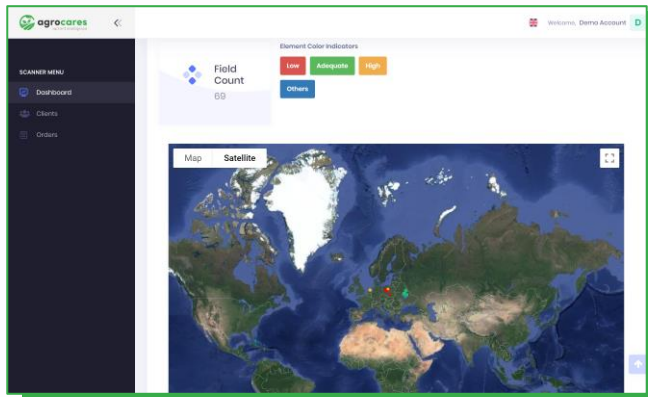 agrocares
Welcome, Demo Account D
SCANNER MENU
Dashboard
Clients
Orders
Field Count
69
Element Color Indicators
Low Adequate High
Others
Map Satellite